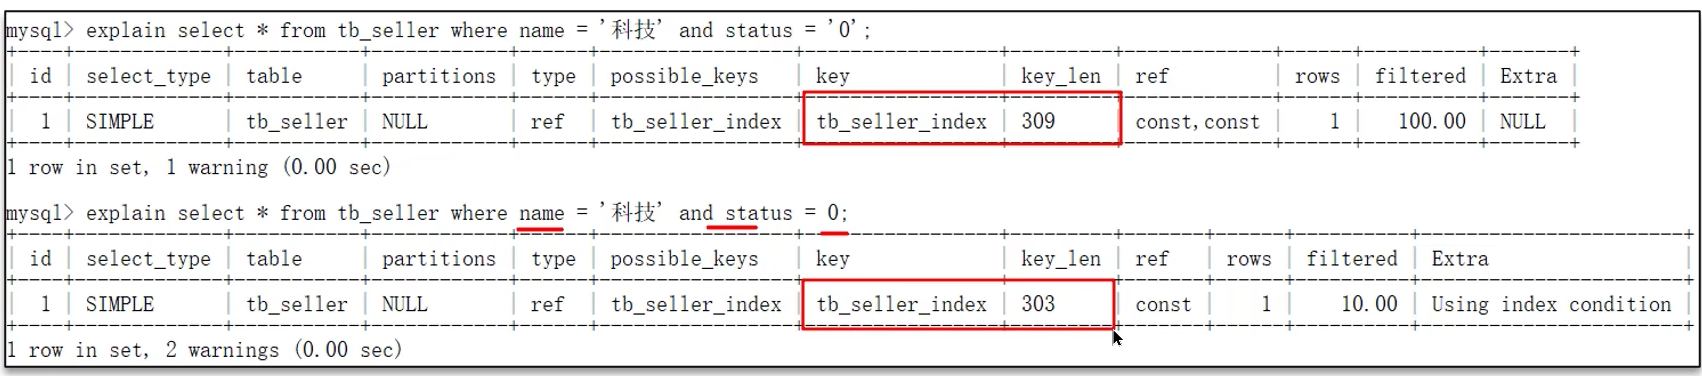 mysql> explain select * from tb_seller where name = '科技' and status = '0';
+----+-------------+-----------+------------+------+-----------------+-----------------+---------+-------------+------+----------+-------+
| id | select_type | table | partitions | type | possible_keys | key | key_len | ref | rows | filtered | Extra |
| 1 | SIMPLE | tb_seller | NULL | ref | tb_seller_index | tb_seller_index | 309 | const,const | 1 | 100.00 | NULL |
1 row in set, 1 warning (0.00 sec)
mysql> explain select * from tb_seller where name = '科技' and status = 0;
| id | select_type | table | partitions | type | possible_keys | key | key_len | ref | rows | filtered | Extra |
| 1 | SIMPLE | tb_seller | NULL | ref | tb_seller_index | tb_seller_index | 303 | const | 1 | 10.00 | Using index condition |
1 row in set, 2 warnings (0.00 sec)